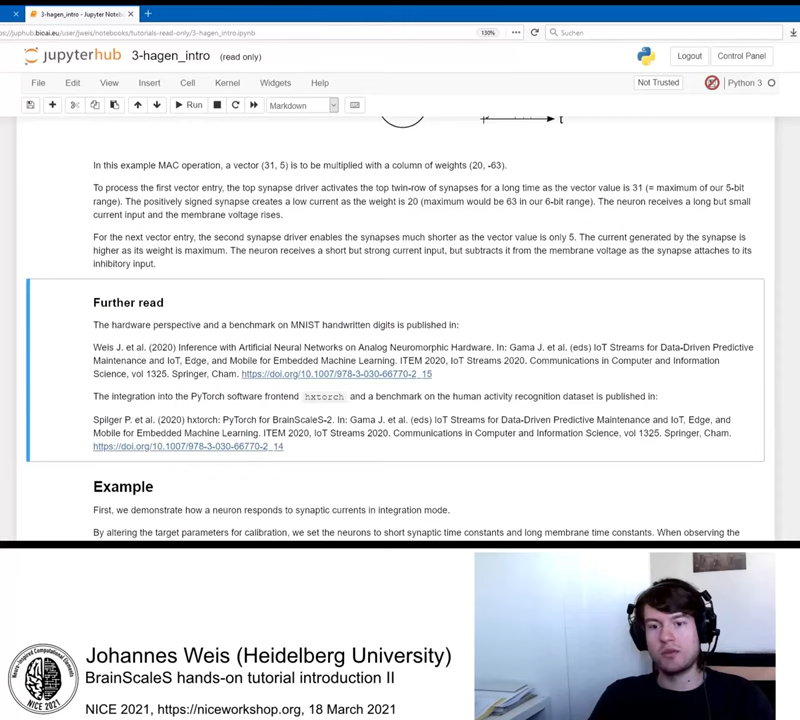 3-hagen_intro - Jupyter Noteb
ps://juphub.bioai.eu/user/jweis/notebooks/tutorials-read-only/3-hagen_intro.ipynb
130%
Suchen
jupyterhub
3-hagen_intro (read only)
Logout
Control Panel
File Edit View Insert Cell Kernel Widgets Help
Not Trusted
Python 3
Run
Markdown
t
In this example MAC operation, a vector (31, 5) is to be multiplied with a column of weights (20, -63).
To process the first vector entry, the top synapse driver activates the top twin-row of synapses for a long time as the vector value is 31 (= maximum of our 5-bit
range). The positively signed synapse creates a low current as the weight is 20 (maximum would be 63 in our 6-bit range). The neuron receives a long but small
current input and the membrane voltage rises.
For the next vector entry, the second synapse driver enables the synapses much shorter as the vector value is only 5. The current generated by the synapse is
higher as its weight is maximum. The neuron receives a short but strong current input, but subtracts it from the membrane voltage as the synapse attaches to its
inhibitory input.
Further read
The hardware perspective and a benchmark on MNIST handwritten digits is published in:
Weis J. et al. (2020) Inference with Artificial Neural Networks on Analog Neuromorphic Hardware. In: Gama J. et al. (eds) IoT Streams for Data-Driven Predictive
Maintenance and IoT, Edge, and Mobile for Embedded Machine Learning. ITEM 2020, IoT Streams 2020. Communications in Computer and Information
Science, vol 1325. Springer, Cham. https://doi.org/10.1007/978-3-030-66770-2_15
The integration into the PyTorch software frontend hxtorch and a benchmark on the human activity recognition dataset is published in:
Spilger P. et al. (2020) hxtorch: PyTorch for BrainScaleS-2. In: Gama J. et al. (eds) IoT Streams for Data-Driven Predictive Maintenance and IoT, Edge, and
Mobile for Embedded Machine Learning. ITEM 2020, IoT Streams 2020. Communications in Computer and Information Science, vol 1325. Springer, Cham.
https://doi.org/10.1007/978-3-030-66770-2_14
Example
First, we demonstrate how a neuron responds to synaptic currents in integration mode.
By altering the target parameters for calibration, we set the neurons to short synaptic time constants and long membrane time constants. When observing the
Neuro-Inspired Computational Elements
NICE 2021
Johannes Weis (Heidelberg University)
BrainScaleS hands-on tutorial introduction II
NICE 2021, https://niceworkshop.org, 18 March 2021